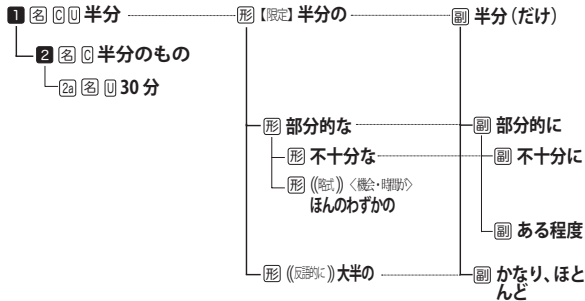 1 名 C U 半分
形 【限定】 半分の
副 半分(だけ)
2 名 C 半分のもの
2a 名 U 30分
形 部分的な
副 部分的に
形 不十分な
副 不十分に
形 ((略式)) 〈機会・時間が〉
ほんのわずかの
副 ある程度
形 ((反語的に)) 大半の
副 かなり、ほと
んど